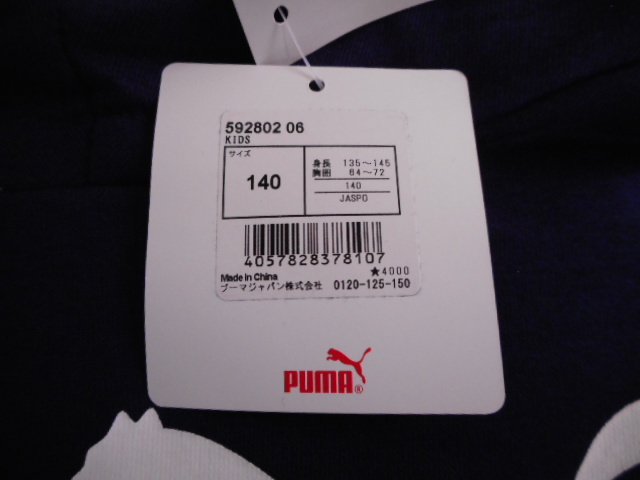 592802 06
KIDS
サイズ
140
身長 135～145
胸囲 64～72
140
JASPO
4057828378107
★4000
Made in China
プーマジャパン株式会社 0120-125-150
PUMA®